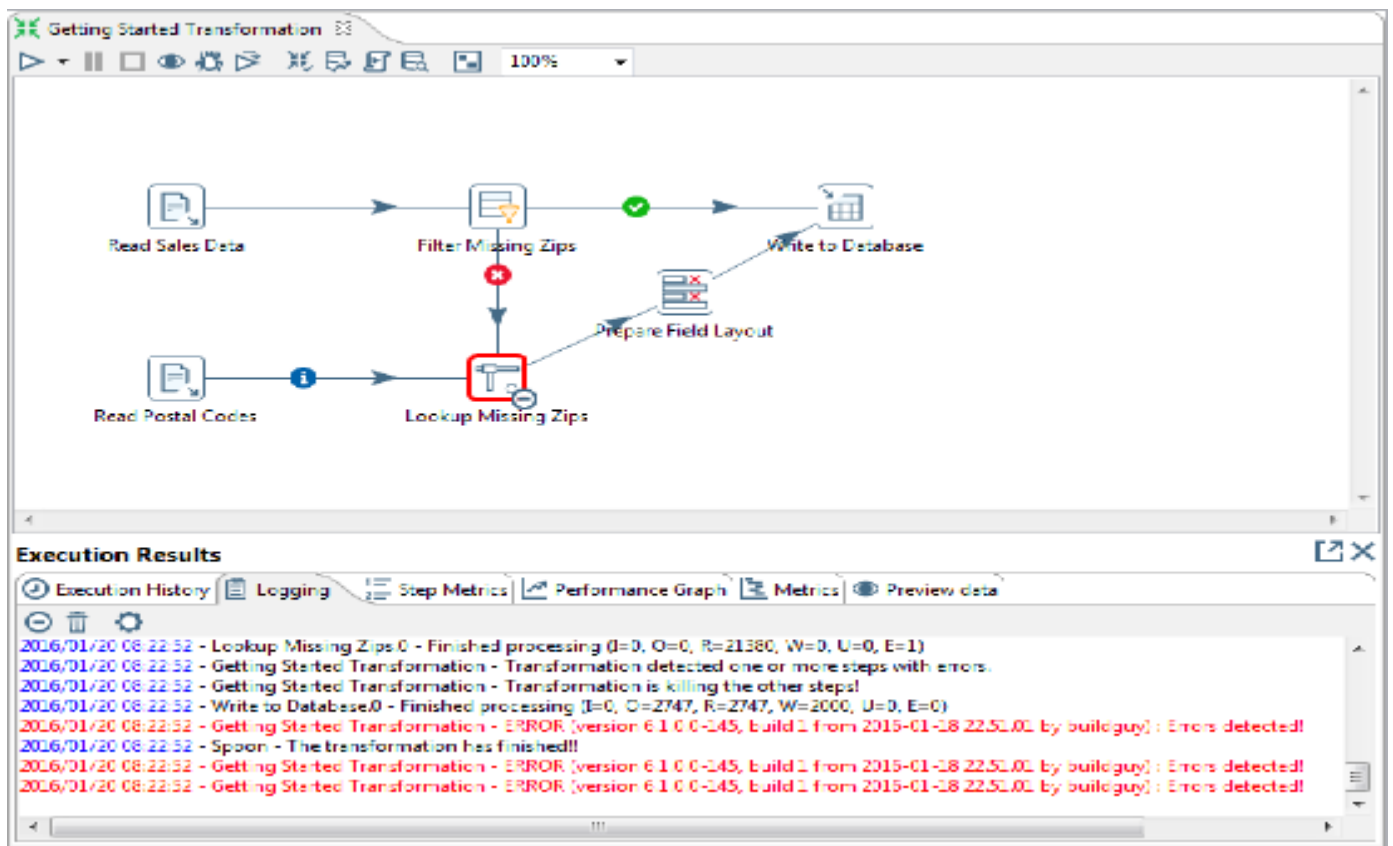 Getting Started Transformation
100%
Read Sales Data
Filter Missing Zips
Write to Database
Prepare Field Layout
Read Postal Codes
Lookup Missing Zips
Execution Results
Execution History Logging Step Metrics Performance Graph Metrics Preview data
2016/01/20 08:22:52 - Lookup Missing Zips.0 - Finished processing (I=0, O=0, R=21380, W=0, U=0, E=1)
2016/01/20 08:22:52 - Getting Started Transformation - Transformation detected one or more steps with errors.
2016/01/20 08:22:52 - Getting Started Transformation - Transformation is killing the other steps!
2016/01/20 08:22:52 - Write to Database.0 - Finished processing (I=0, O=2747, R=2747, W=2000, U=0, E=0)
2016/01/20 08:22:52 - Getting Started Transformation - ERROR (version 6.1.0.0-145, build 1 from 2016-01-18 22.51.01 by buildguy) : Errors detected!
2016/01/20 08:22:52 - Spoon - The transformation has finished!!
2016/01/20 08:22:52 - Getting Started Transformation - ERROR (version 6.1.0.0-145, build 1 from 2016-01-18 22.51.01 by buildguy) : Errors detected!
2016/01/20 08:22:52 - Getting Started Transformation - ERROR (version 6.1.0.0-145, build 1 from 2016-01-18 22.51.01 by buildguy) : Errors detected!